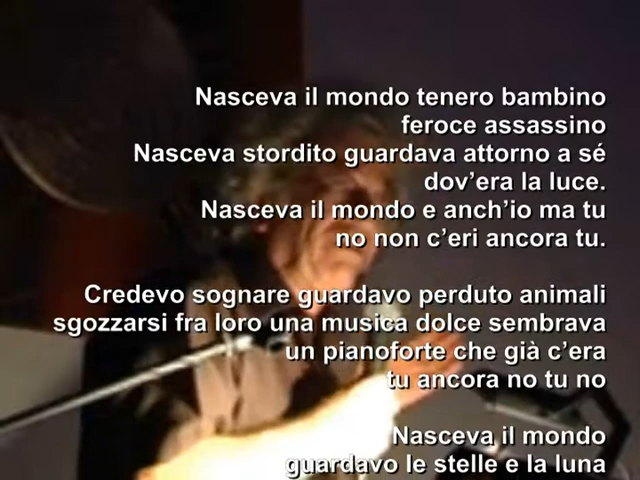 Nasceva il mondo tenero bambino
feroce assassino
Nasceva stordito guardava attorno a sé
dov'era la luce.
Nasceva il mondo e anch'io ma tu
no non c'eri ancora tu.
Credevo sognare guardavo perduto animali
sgozzarsi fra loro una musica dolce sembrava
un pianoforte che già c'era
tu ancora no tu no
Nasceva il mondo
guardavo le stelle e la luna